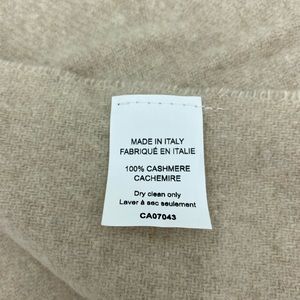 MADE IN ITALY
FABRIQUÉ EN ITALIE
100% CASHMERE
CACHEMIRE
Dry clean only
Laver à sec seulement
CA07043